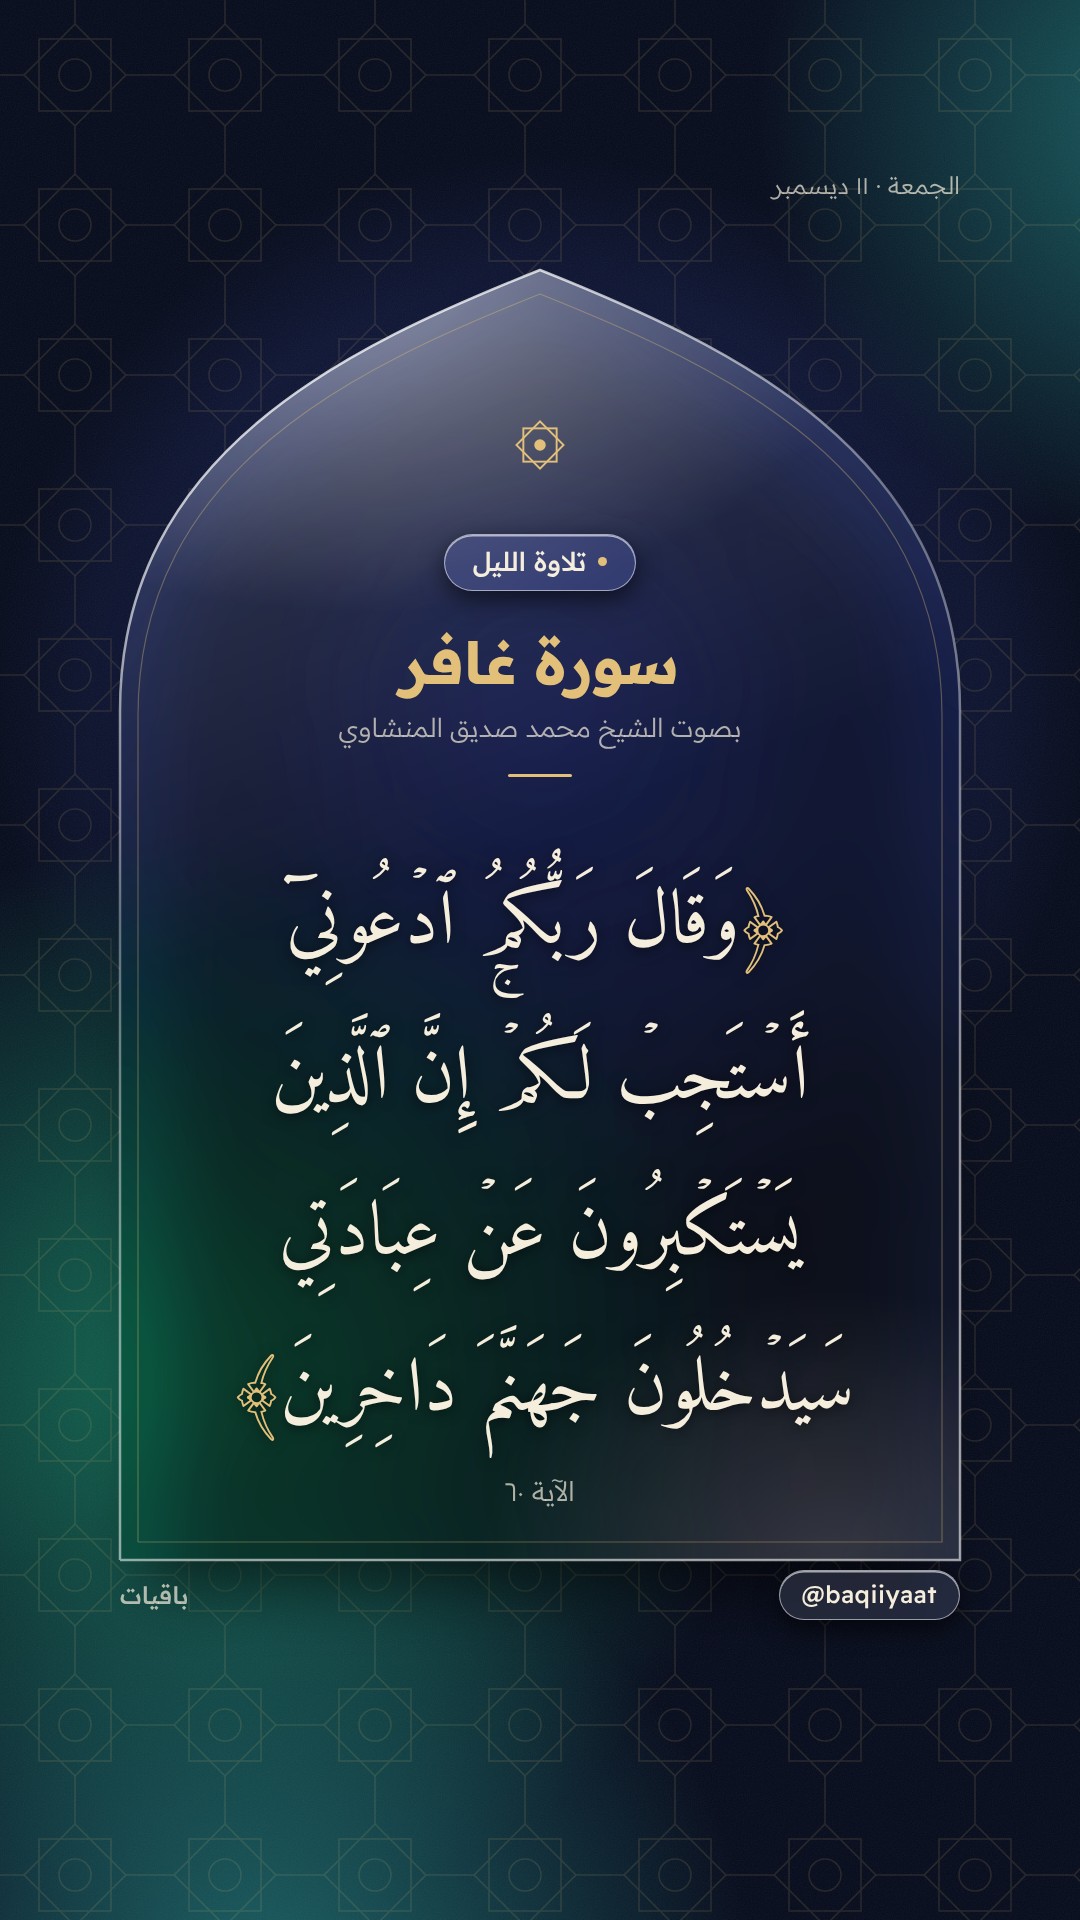 الجمعة · ١١ ديسمبر
تلاوة الليل
سورة غافر
بصوت الشيخ محمد صديق المنشاوي
﴿وَقَالَ رَبُّكُمُ ٱدۡعُونِيٓ
أَسۡتَجِبۡ لَكُمۡۚ إِنَّ ٱلَّذِينَ
يَسۡتَكۡبِرُونَ عَنۡ عِبَادَتِي
سَيَدۡخُلُونَ جَهَنَّمَ دَاخِرِينَ﴾
الآية ٦٠
@baqiiyaat
باقيات